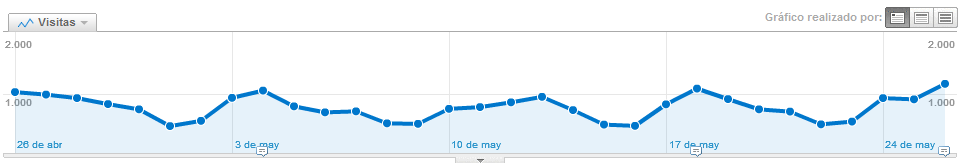 Visitas
Gráfico realizado por:
2.000 2.000
1.000 1.000
26 de abr 3 de may 10 de may 17 de may 24 de may